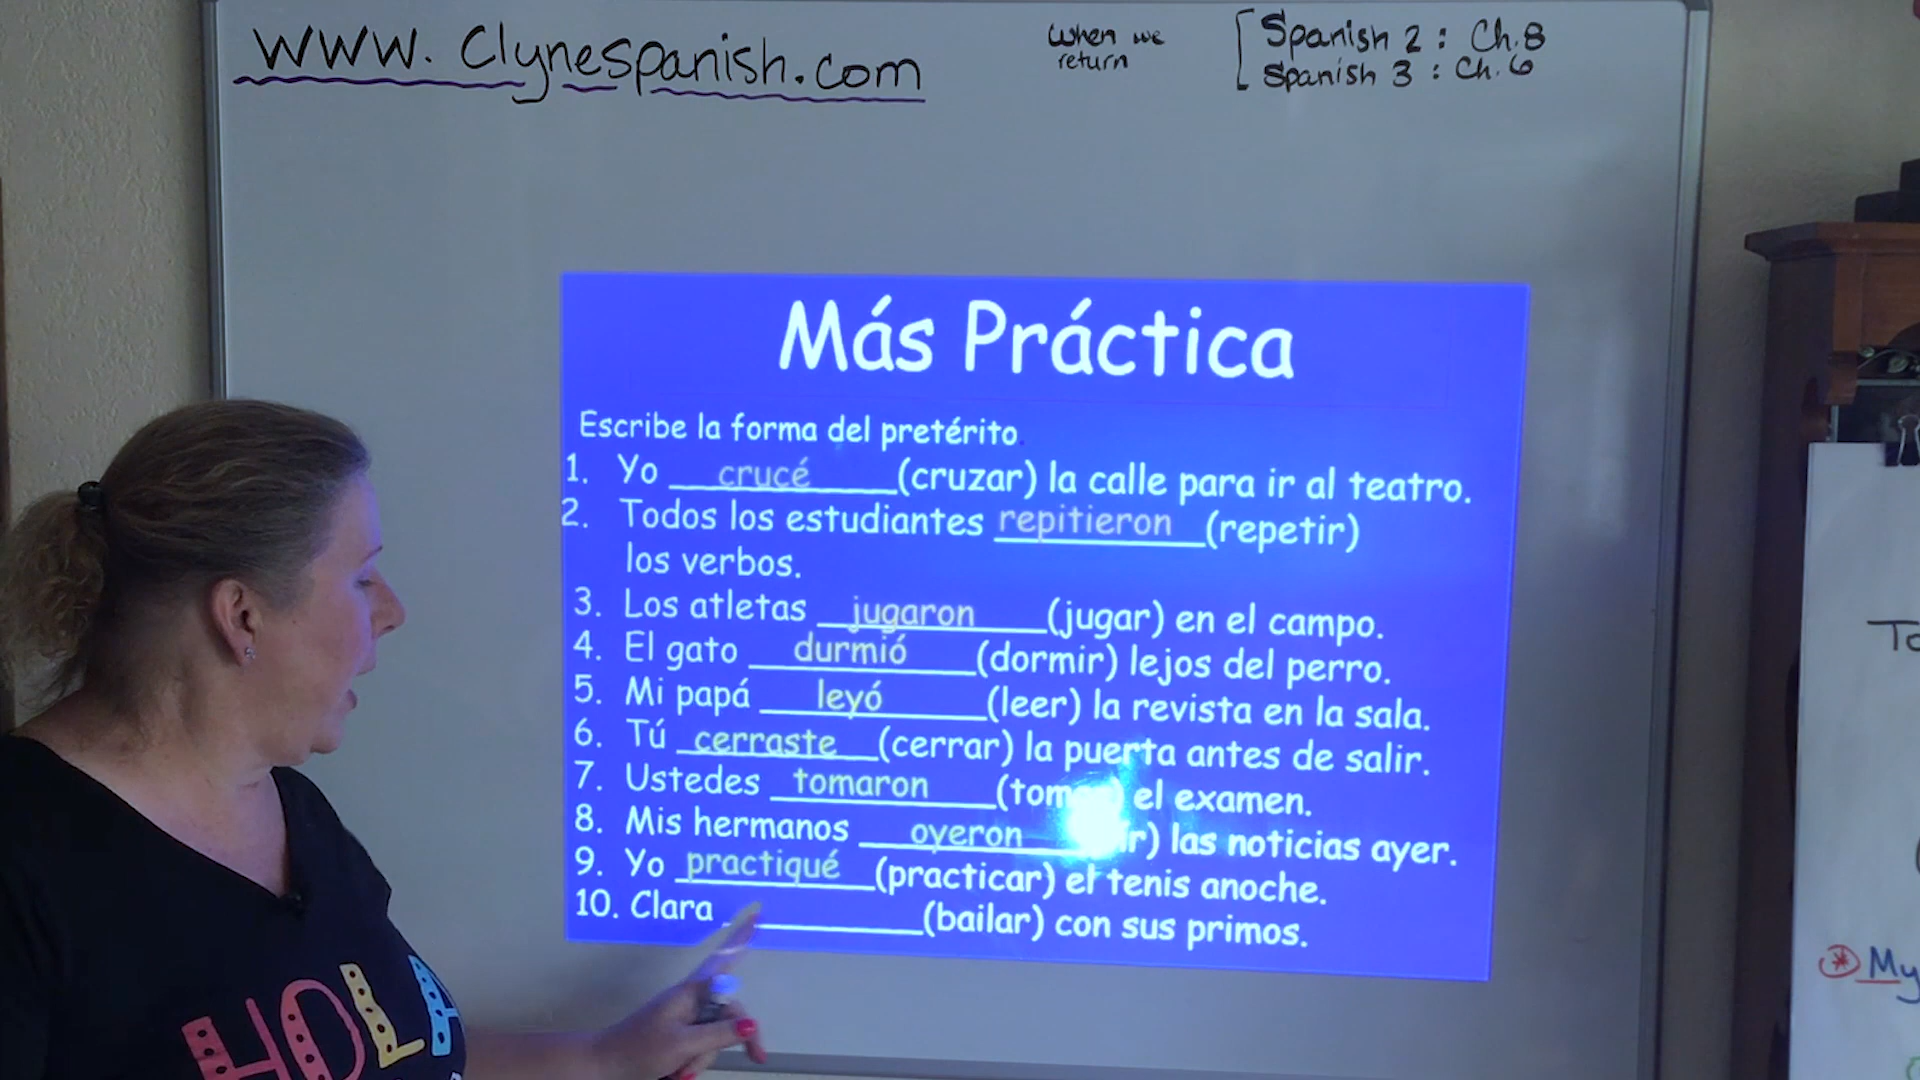 www.Clynespanish.com
When we
return
Spanish 2: Ch.8
Spanish 3: Ch.6
Más Práctica
Escribe la forma del pretérito.
1. Yo crucé (cruzar) la calle para ir al teatro.
2. Todos los estudiantes repitieron (repetir)
los verbos.
3. Los atletas jugaron (jugar) en el campo.
4. El gato durmió (dormir) lejos del perro.
5. Mi papá leyó (leer) la revista en la sala.
6. Tú cerraste (cerrar) la puerta antes de salir.
7. Ustedes tomaron el examen.
8. Mis hermanos oyeron las noticias ayer.
9. Yo practiqué (practicar) el tenis anoche.
10. Clara ________ (bailar) con sus primos.
HOLA
My